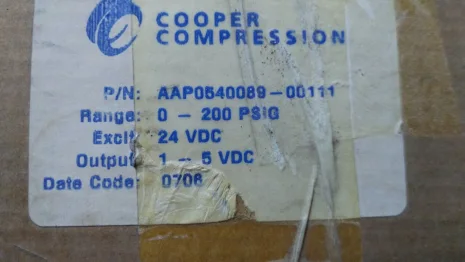 COOPER
COMPRESSION
P/N: AAP0540089-00111
Range: 0 - 200 PSIG
Excit: 24 VDC
Output: 1 - 5 VDC
Date Code: 0706